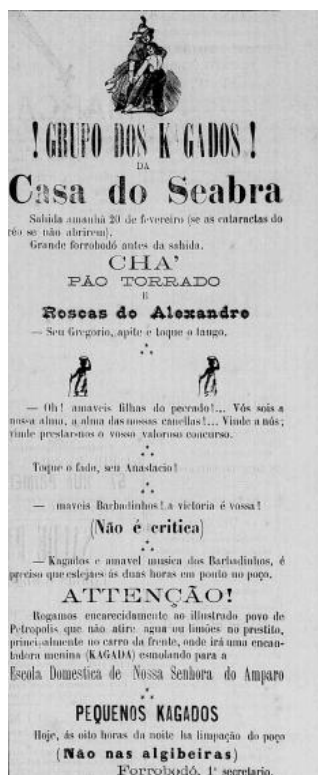 ! GRUPO DOS K GADOS !
DA
Casa do Seabra
Sahida amanhã 20 de fevereiro (se as cataractas do
céo se não abrirem).
Grande forrobodó antes da sahida.
CHA'
PÃO TORRADO
E
Roscas do Alexandre
— Seu Gregorio, apite e toque o tango.
— Oh! amaveis filhas do peccado!... Vós sois a
nossa alma, a alma das nossas canellas!... Vinde a nós;
vinde prestar-nos o vosso valoroso concurso.
Toque o fado, seu Anastacio!
— maveis Barbadinhos! a victoria é vossa!
(Não é critica)
— Kagados e amavel musica dos Barbadinhos, é
preciso que estejaes ás duas horas em ponto no poço.
ATTENÇÃO!
Rogamos encarecidamente ao illustrado povo de
Petropolis que não atire agua ou limões no prestito,
principalmente no carro da frente, onde irá uma encan-
tadora menina (KAGADA) esmolando para a
Escola Domestica de Nossa Senhora do Amparo
PEQUENOS KAGADOS
Hoje, ás oito horas da noite ha limpação do poço
(Não nas algibeiras)
Forrobodó, 1º secretario.